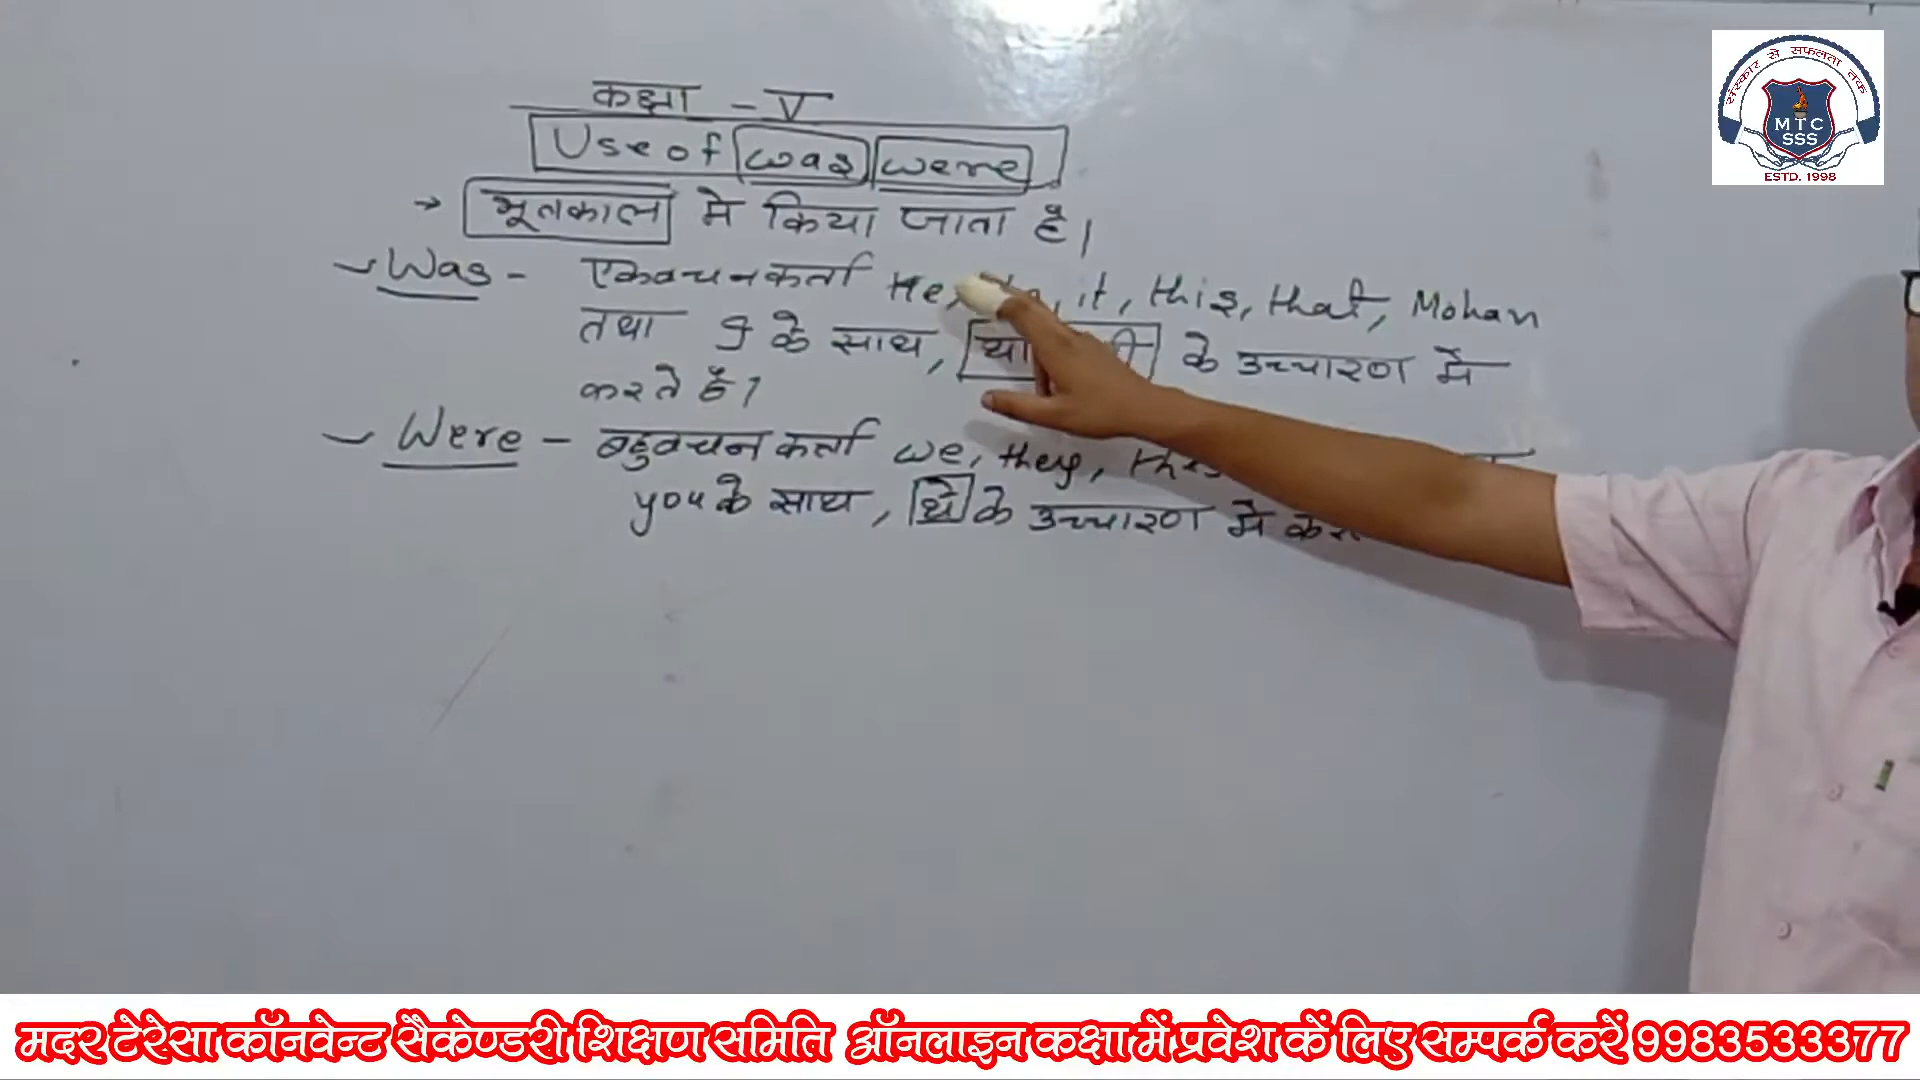 कक्षा - V
Use of was were
→ भूतकाल में किया जाता है।
Was - एकवचन कर्ता He, it, this, that, Mohan
तथा I के साथ, के उच्चारण में
करते हैं।
Were - बहुवचन कर्ता we, they,
you के साथ, थे के उच्चारण में
संस्कार से सफलता तक
MTC
SSS
ESTD. 1998
मदर टेरेसा कॉनवेन्ट सैकेण्डरी शिक्षण समिति ऑनलाइन कक्षा में प्रवेश कें लिए सम्पर्क करें 9983533377